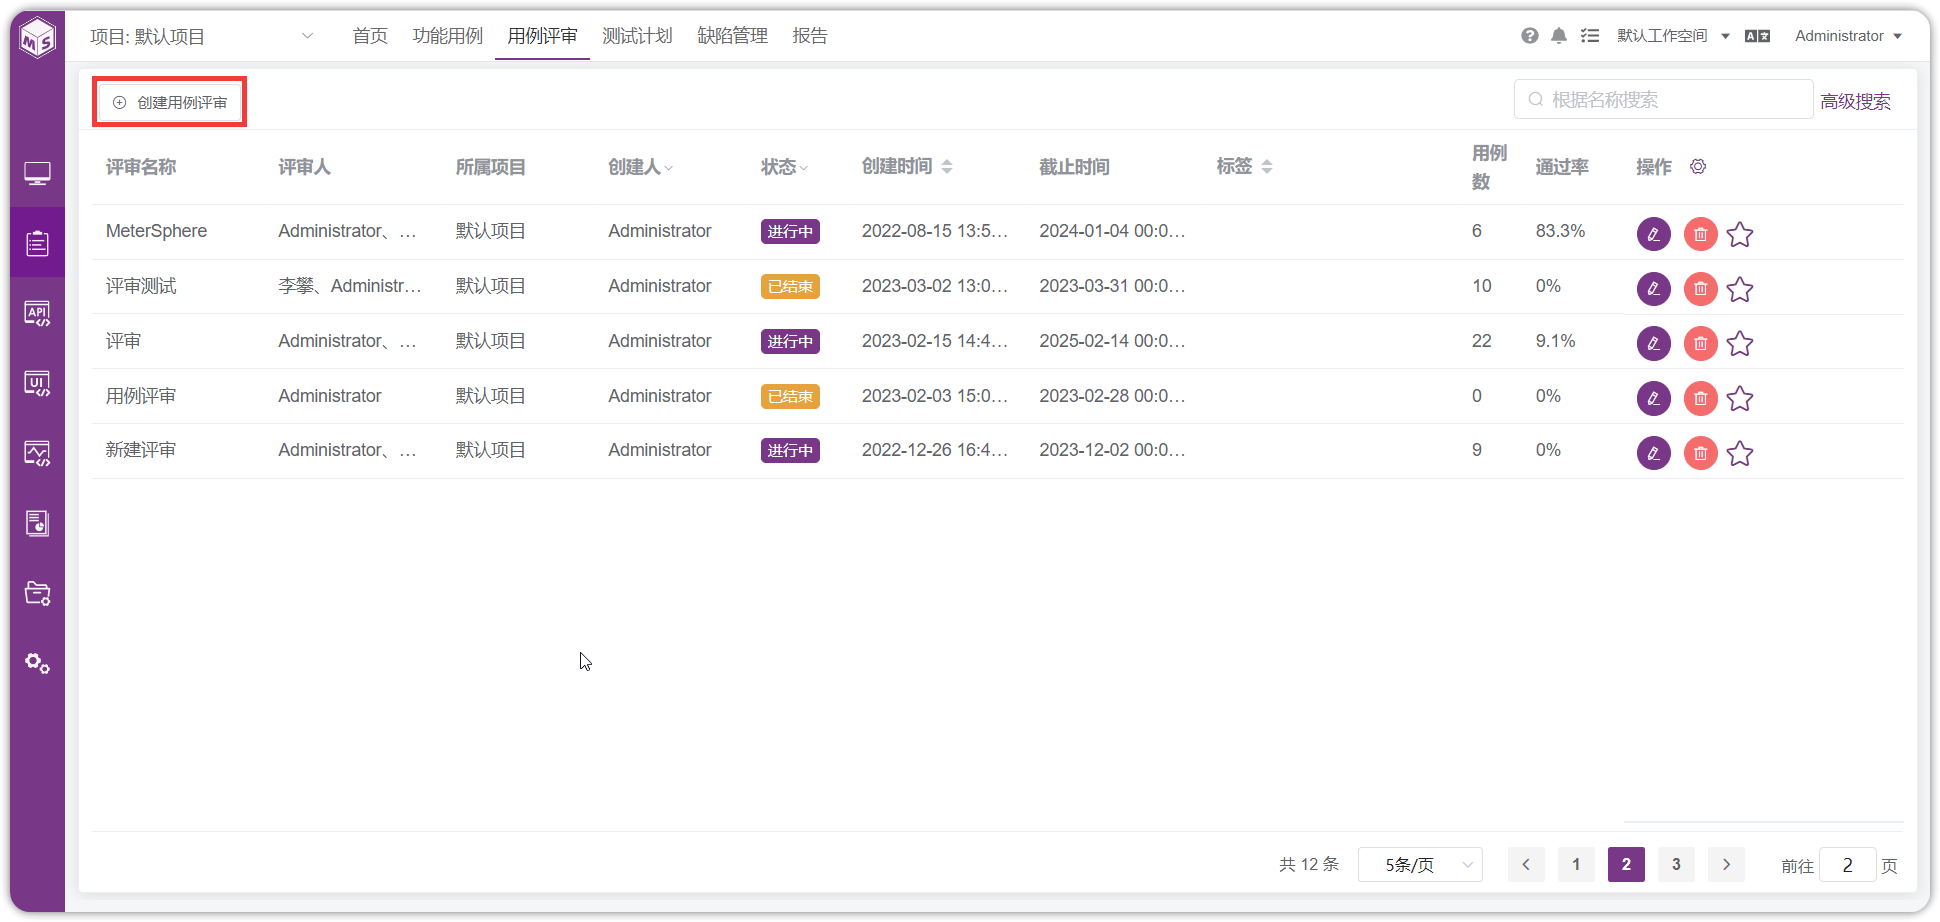 MS
项目: 默认项目
首页 功能用例 用例评审 测试计划 缺陷管理 报告
默认工作空间
Administrator
创建用例评审
根据名称搜索
高级搜索
评审名称 评审人 所属项目 创建人 状态 创建时间 截止时间 标签 用例数 通过率 操作
MeterSphere Administrator、... 默认项目 Administrator 进行中 2022-08-15 13:5... 2024-01-04 00:0... 6 83.3%
评审测试 李攀、Administr... 默认项目 Administrator 已结束 2023-03-02 13:0... 2023-03-31 00:0... 10 0%
评审 Administrator、... 默认项目 Administrator 进行中 2023-02-15 14:4... 2025-02-14 00:0... 22 9.1%
用例评审 Administrator 默认项目 Administrator 已结束 2023-02-03 15:0... 2023-02-28 00:0... 0 0%
新建评审 Administrator、... 默认项目 Administrator 进行中 2022-12-26 16:4... 2023-12-02 00:0... 9 0%
API
UI
共 12 条 5条/页 1 2 3 前往 2 页